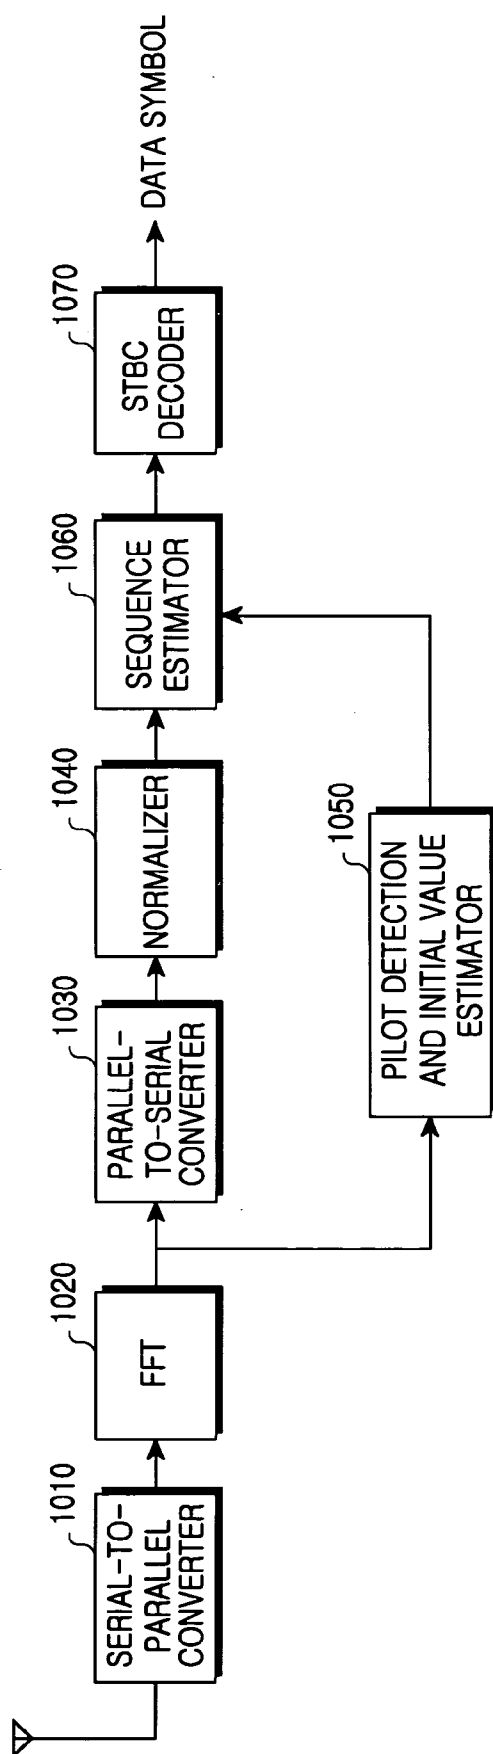 1010
SERIAL-TO-
PARALLEL
CONVERTER
1020
FFT
1030
PARALLEL-
TO-SERIAL
CONVERTER
1040
NORMALIZER
1050
PILOT DETECTION
AND INITIAL VALUE
ESTIMATOR
1060
SEQUENCE
ESTIMATOR
1070
STBC
DECODER
DATA SYMBOL